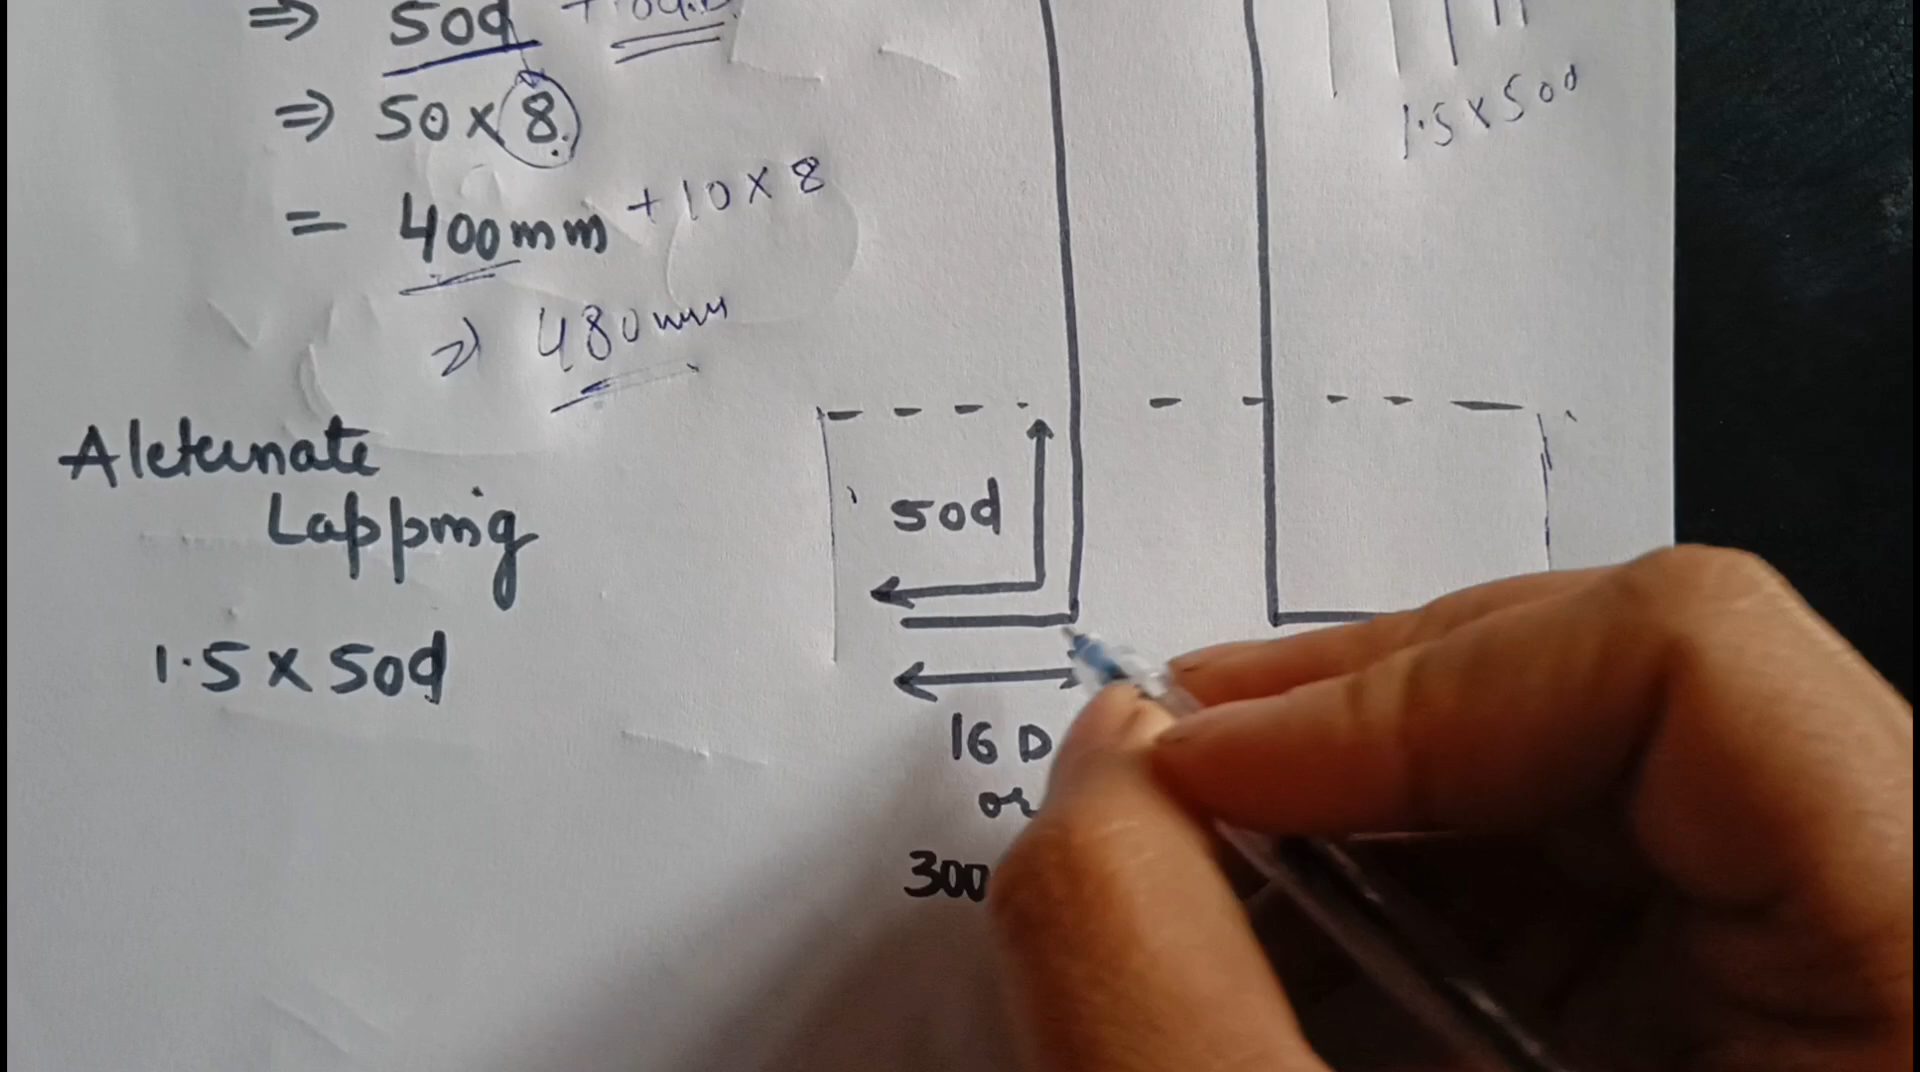 ⇒ 50d
⇒ 50 x 8
= 400mm + 10 x 8
⇒ 480mm
Aleternate
Lapping
1.5 x 50d
1.5 x 50d
50d
16 D
or
300